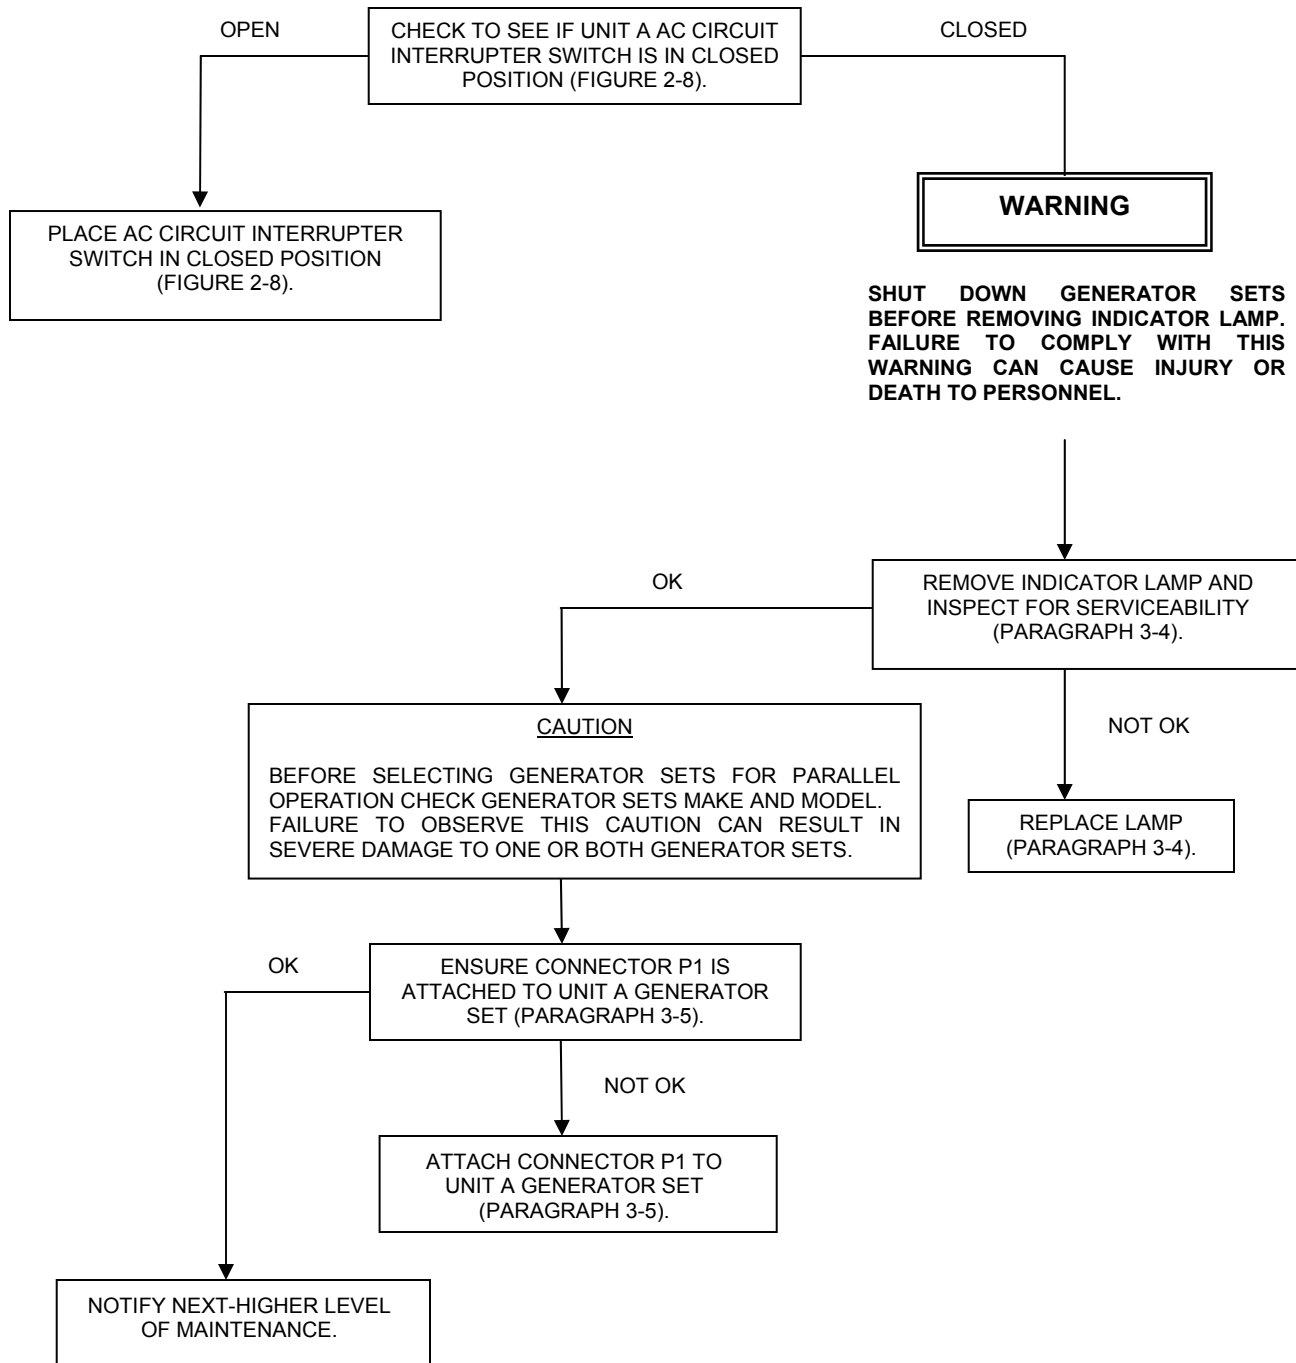 OPEN
CHECK TO SEE IF UNIT A AC CIRCUIT
INTERRUPTER SWITCH IS IN CLOSED
POSITION (FIGURE 2-8).
CLOSED
PLACE AC CIRCUIT INTERRUPTER
SWITCH IN CLOSED POSITION
(FIGURE 2-8).
WARNING
SHUT DOWN GENERATOR SETS
BEFORE REMOVING INDICATOR LAMP.
FAILURE TO COMPLY WITH THIS
WARNING CAN CAUSE INJURY OR
DEATH TO PERSONNEL.
OK
REMOVE INDICATOR LAMP AND
INSPECT FOR SERVICEABILITY
(PARAGRAPH 3-4).
NOT OK
REPLACE LAMP
(PARAGRAPH 3-4).
CAUTION
BEFORE SELECTING GENERATOR SETS FOR PARALLEL
OPERATION CHECK GENERATOR SETS MAKE AND MODEL.
FAILURE TO OBSERVE THIS CAUTION CAN RESULT IN
SEVERE DAMAGE TO ONE OR BOTH GENERATOR SETS.
OK
ENSURE CONNECTOR P1 IS
ATTACHED TO UNIT A GENERATOR
SET (PARAGRAPH 3-5).
NOT OK
ATTACH CONNECTOR P1 TO
UNIT A GENERATOR SET
(PARAGRAPH 3-5).
NOTIFY NEXT-HIGHER LEVEL
OF MAINTENANCE.